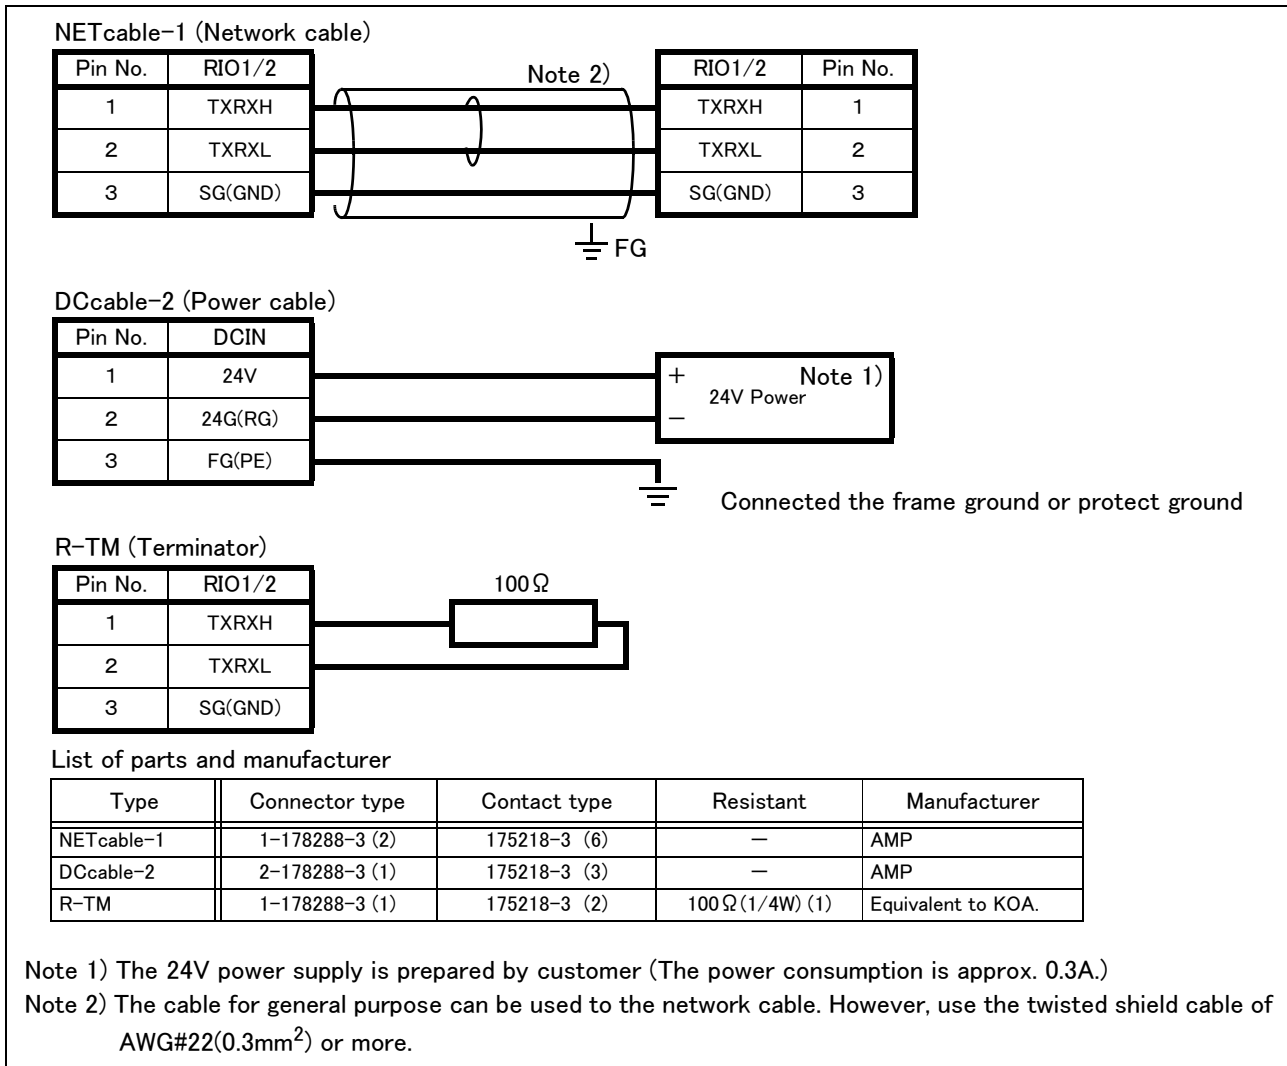 NETcable-1 (Network cable)
Pin No. RIO1/2 Note 2) RIO1/2 Pin No.
1 TXRXH TXRXH 1
2 TXRXL TXRXL 2
3 SG(GND) SG(GND) 3
FG
DCcable-2 (Power cable)
Pin No. DCIN
1 24V + Note 1)
24V Power
2 24G(RG) −
3 FG(PE)
Connected the frame ground or protect ground
R-TM (Terminator)
Pin No. RIO1/2 100Ω
1 TXRXH
2 TXRXL
3 SG(GND)
List of parts and manufacturer
Type Connector type Contact type Resistant Manufacturer
NETcable-1 1-178288-3 (2) 175218-3 (6) − AMP
DCcable-2 2-178288-3 (1) 175218-3 (3) − AMP
R-TM 1-178288-3 (1) 175218-3 (2) 100Ω(1/4W) (1) Equivalent to KOA.
Note 1) The 24V power supply is prepared by customer (The power consumption is approx. 0.3A.)
Note 2) The cable for general purpose can be used to the network cable. However, use the twisted shield cable of
AWG#22(0.3mm²) or more.